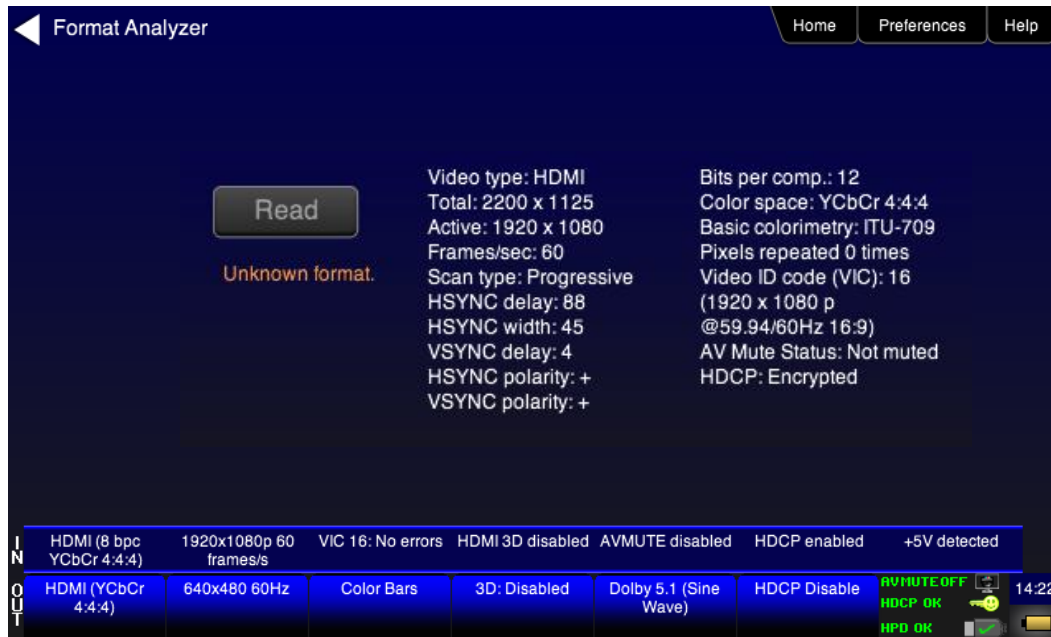 Format Analyzer
Home
Preferences
Help
Read
Unknown format.
Video type: HDMI
Total: 2200 x 1125
Active: 1920 x 1080
Frames/sec: 60
Scan type: Progressive
HSYNC delay: 88
HSYNC width: 45
VSYNC delay: 4
HSYNC polarity: +
VSYNC polarity: +
Bits per comp.: 12
Color space: YCbCr 4:4:4
Basic colorimetry: ITU-709
Pixels repeated 0 times
Video ID code (VIC): 16
(1920 x 1080 p
@59.94/60Hz 16:9)
AV Mute Status: Not muted
HDCP: Encrypted
IN
HDMI (8 bpc
YCbCr 4:4:4)
1920x1080p 60
frames/s
VIC 16: No errors
HDMI 3D disabled
AVMUTE disabled
HDCP enabled
+5V detected
OUT
HDMI (YCbCr
4:4:4)
640x480 60Hz
Color Bars
3D: Disabled
Dolby 5.1 (Sine
Wave)
HDCP Disable
AVMUTEOFF
HDCP OK
HPD OK
14:22